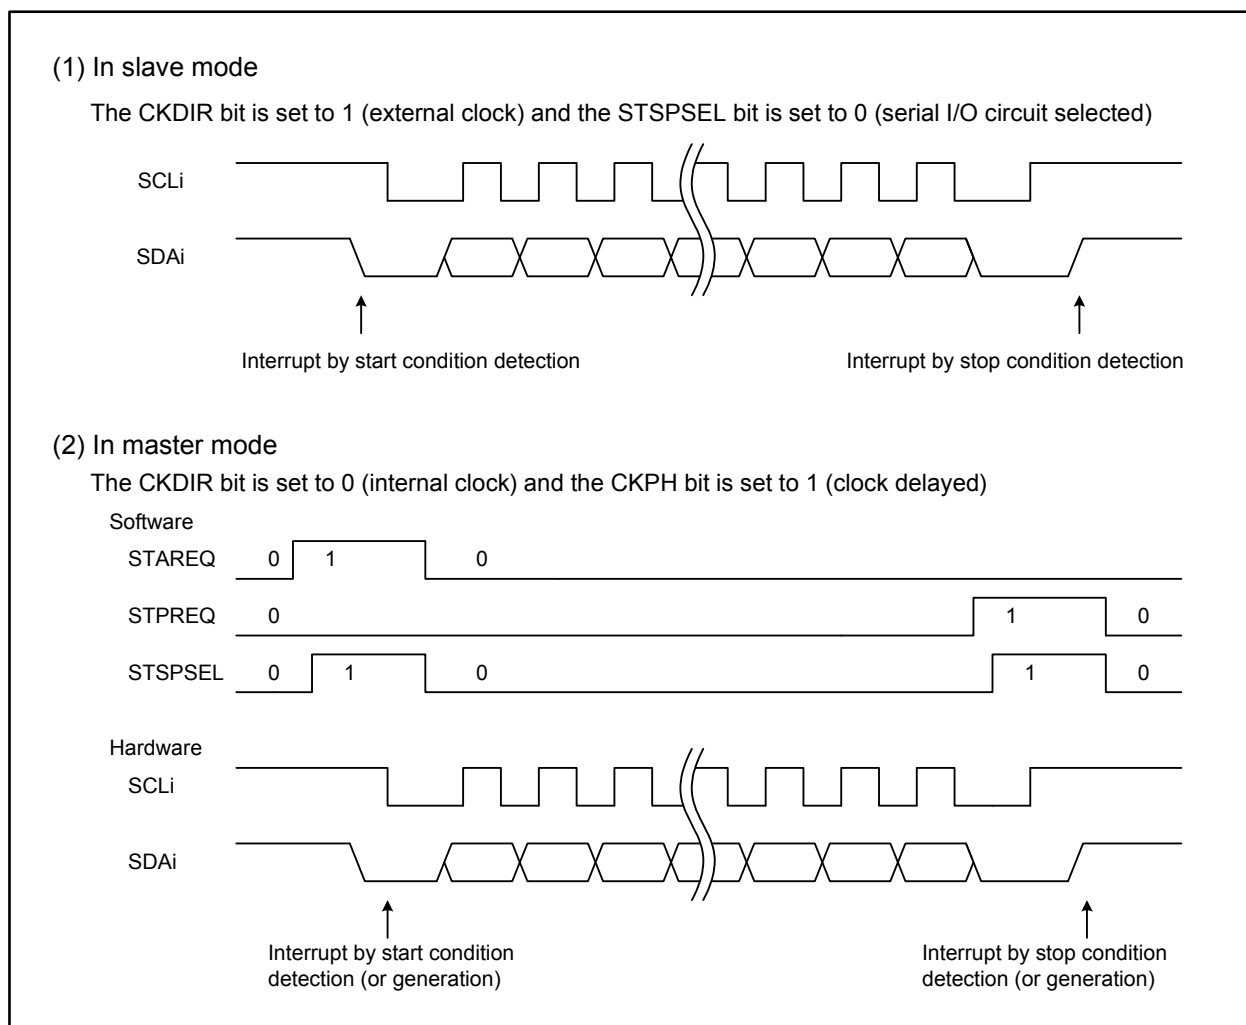 (1) In slave mode
The CKDIR bit is set to 1 (external clock) and the STSPSEL bit is set to 0 (serial I/O circuit selected)
SCLi
SDAi
Interrupt by start condition detection
Interrupt by stop condition detection
(2) In master mode
The CKDIR bit is set to 0 (internal clock) and the CKPH bit is set to 1 (clock delayed)
Software
STAREQ 0 1 0
STPREQ 0 1 0
STSPSEL 0 1 0 1 0
Hardware
SCLi
SDAi
Interrupt by start condition
detection (or generation)
Interrupt by stop condition
detection (or generation)